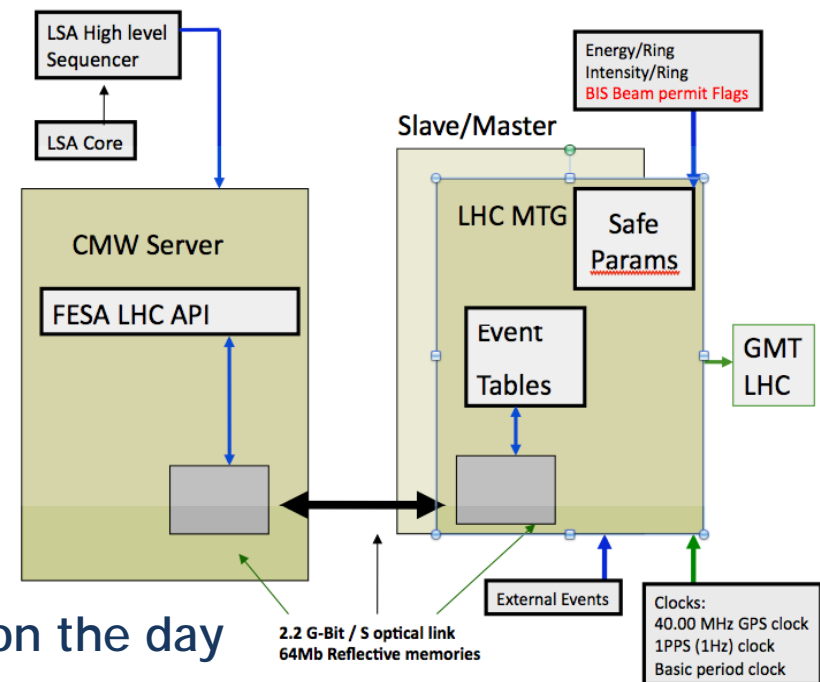 LSA High level
Sequencer
LSA Core
Energy/Ring
Intensity/Ring
BIS Beam permit Flags
Slave/Master
CMW Server
FESA LHC API
LHC MTG
Safe
Params
Event
Tables
GMT
LHC
External Events
Clocks:
40.00 MHz GPS clock
1PPS (1Hz) clock
Basic period clock
2.2 G-Bit / S optical link
64Mb Reflective memories
on the day